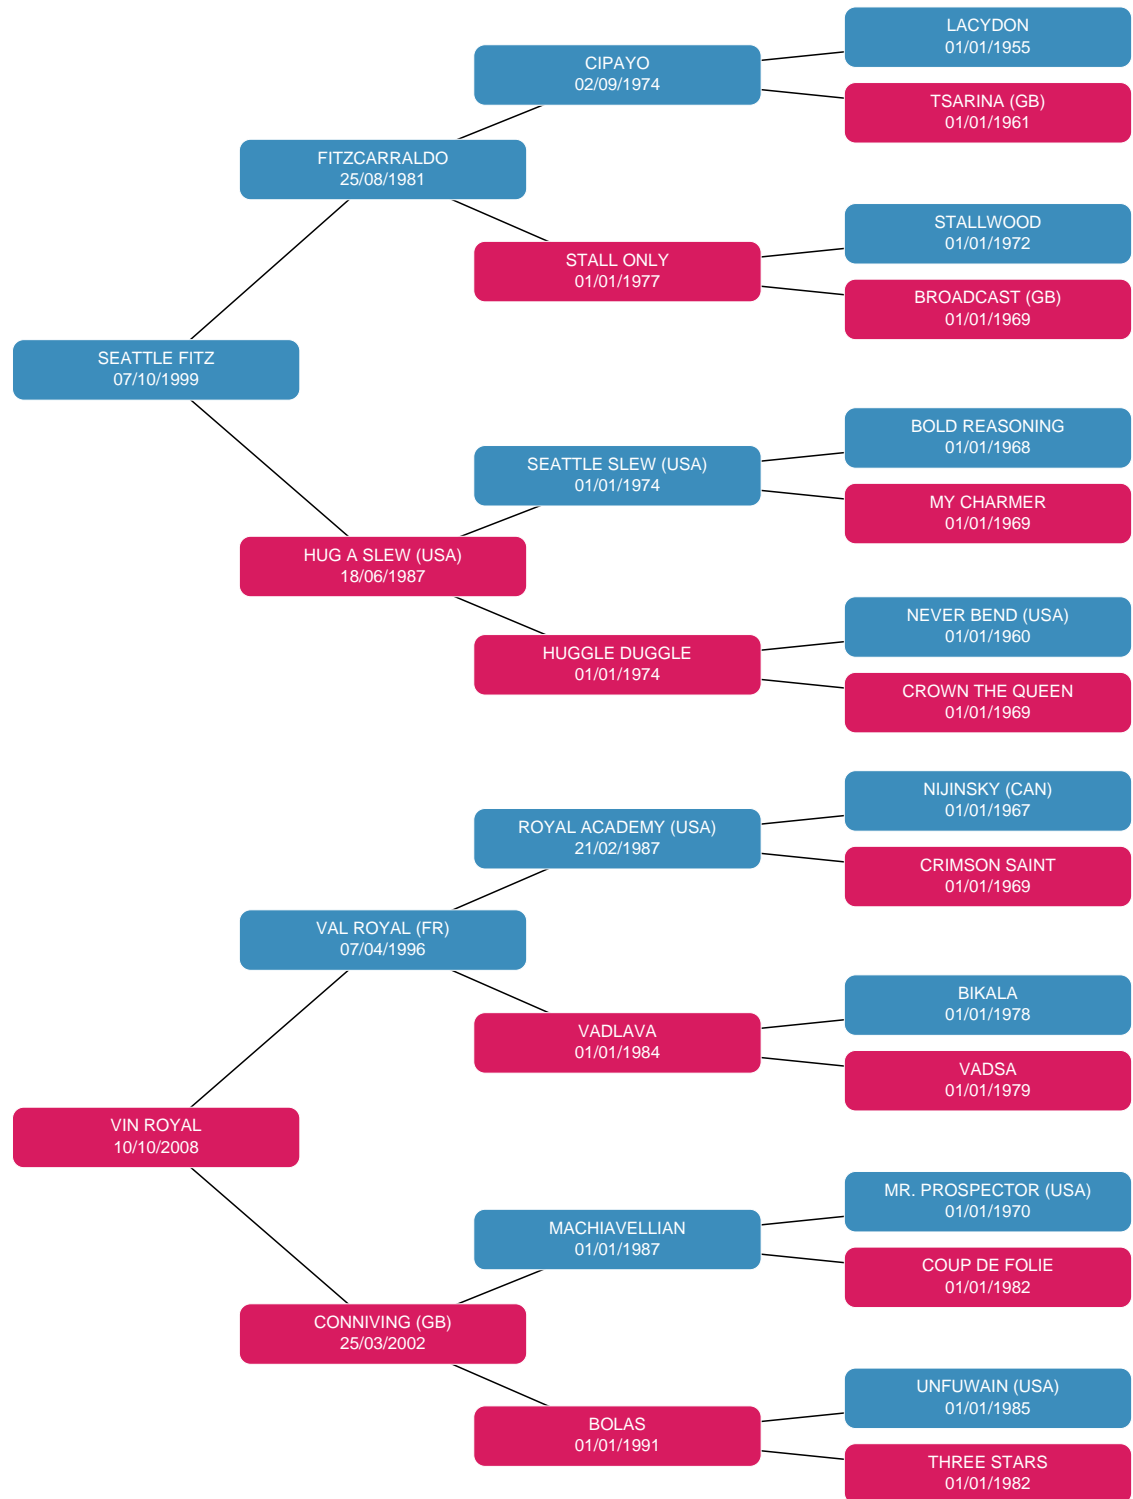 LACYDON
01/01/1955
CIPAYO
02/09/1974
TSARINA (GB)
01/01/1961
FITZCARRALDO
25/08/1981
STALLWOOD
01/01/1972
STALL ONLY
01/01/1977
BROADCAST (GB)
01/01/1969
SEATTLE FITZ
07/10/1999
BOLD REASONING
01/01/1968
SEATTLE SLEW (USA)
01/01/1974
MY CHARMER
01/01/1969
HUG A SLEW (USA)
18/06/1987
NEVER BEND (USA)
01/01/1960
HUGGLE DUGGLE
01/01/1974
CROWN THE QUEEN
01/01/1969
NIJINSKY (CAN)
01/01/1967
ROYAL ACADEMY (USA)
21/02/1987
CRIMSON SAINT
01/01/1969
VAL ROYAL (FR)
07/04/1996
BIKALA
01/01/1978
VADLAVA
01/01/1984
VADSA
01/01/1979
VIN ROYAL
10/10/2008
MR. PROSPECTOR (USA)
01/01/1970
MACHIAVELLIAN
01/01/1987
COUP DE FOLIE
01/01/1982
CONNIVING (GB)
25/03/2002
UNFUWAIN (USA)
01/01/1985
BOLAS
01/01/1991
THREE STARS
01/01/1982